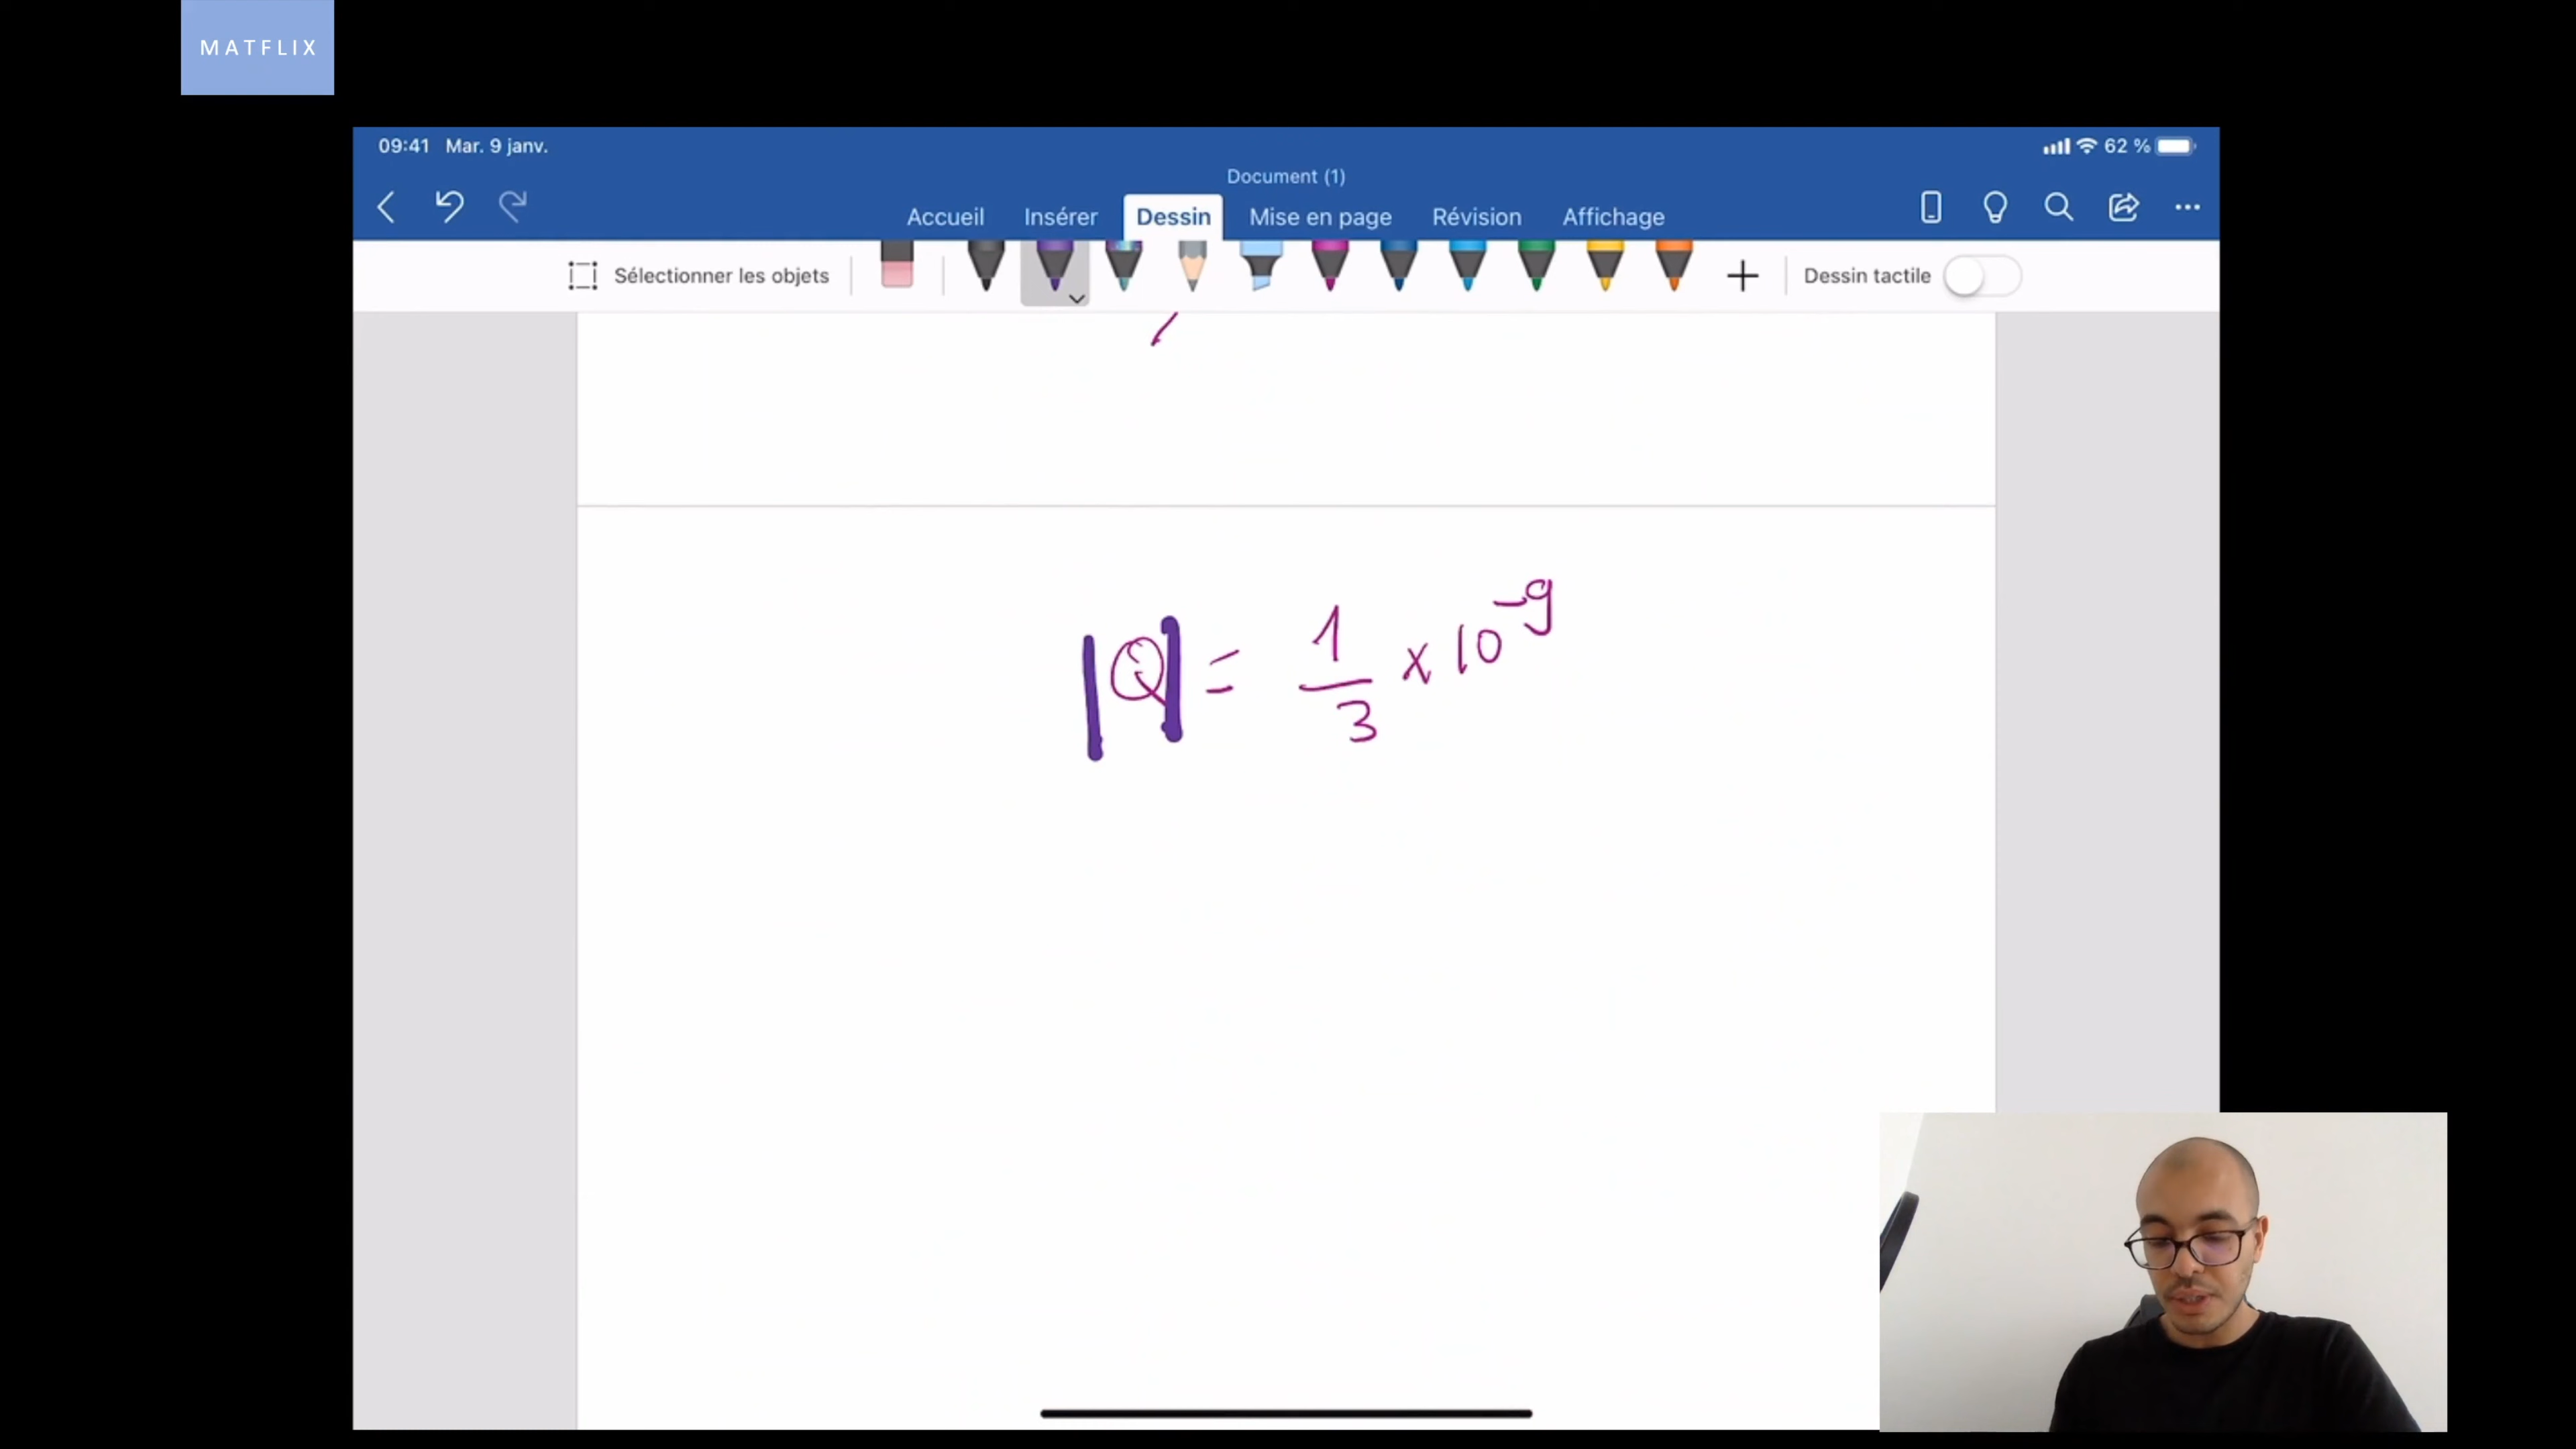 MATFLIX
09:41 Mar. 9 janv.
62 %
Document (1)
Accueil Insérer Dessin Mise en page Révision Affichage
Sélectionner les objets
Dessin tactile
|Q| = 1/3 × 10⁻⁹